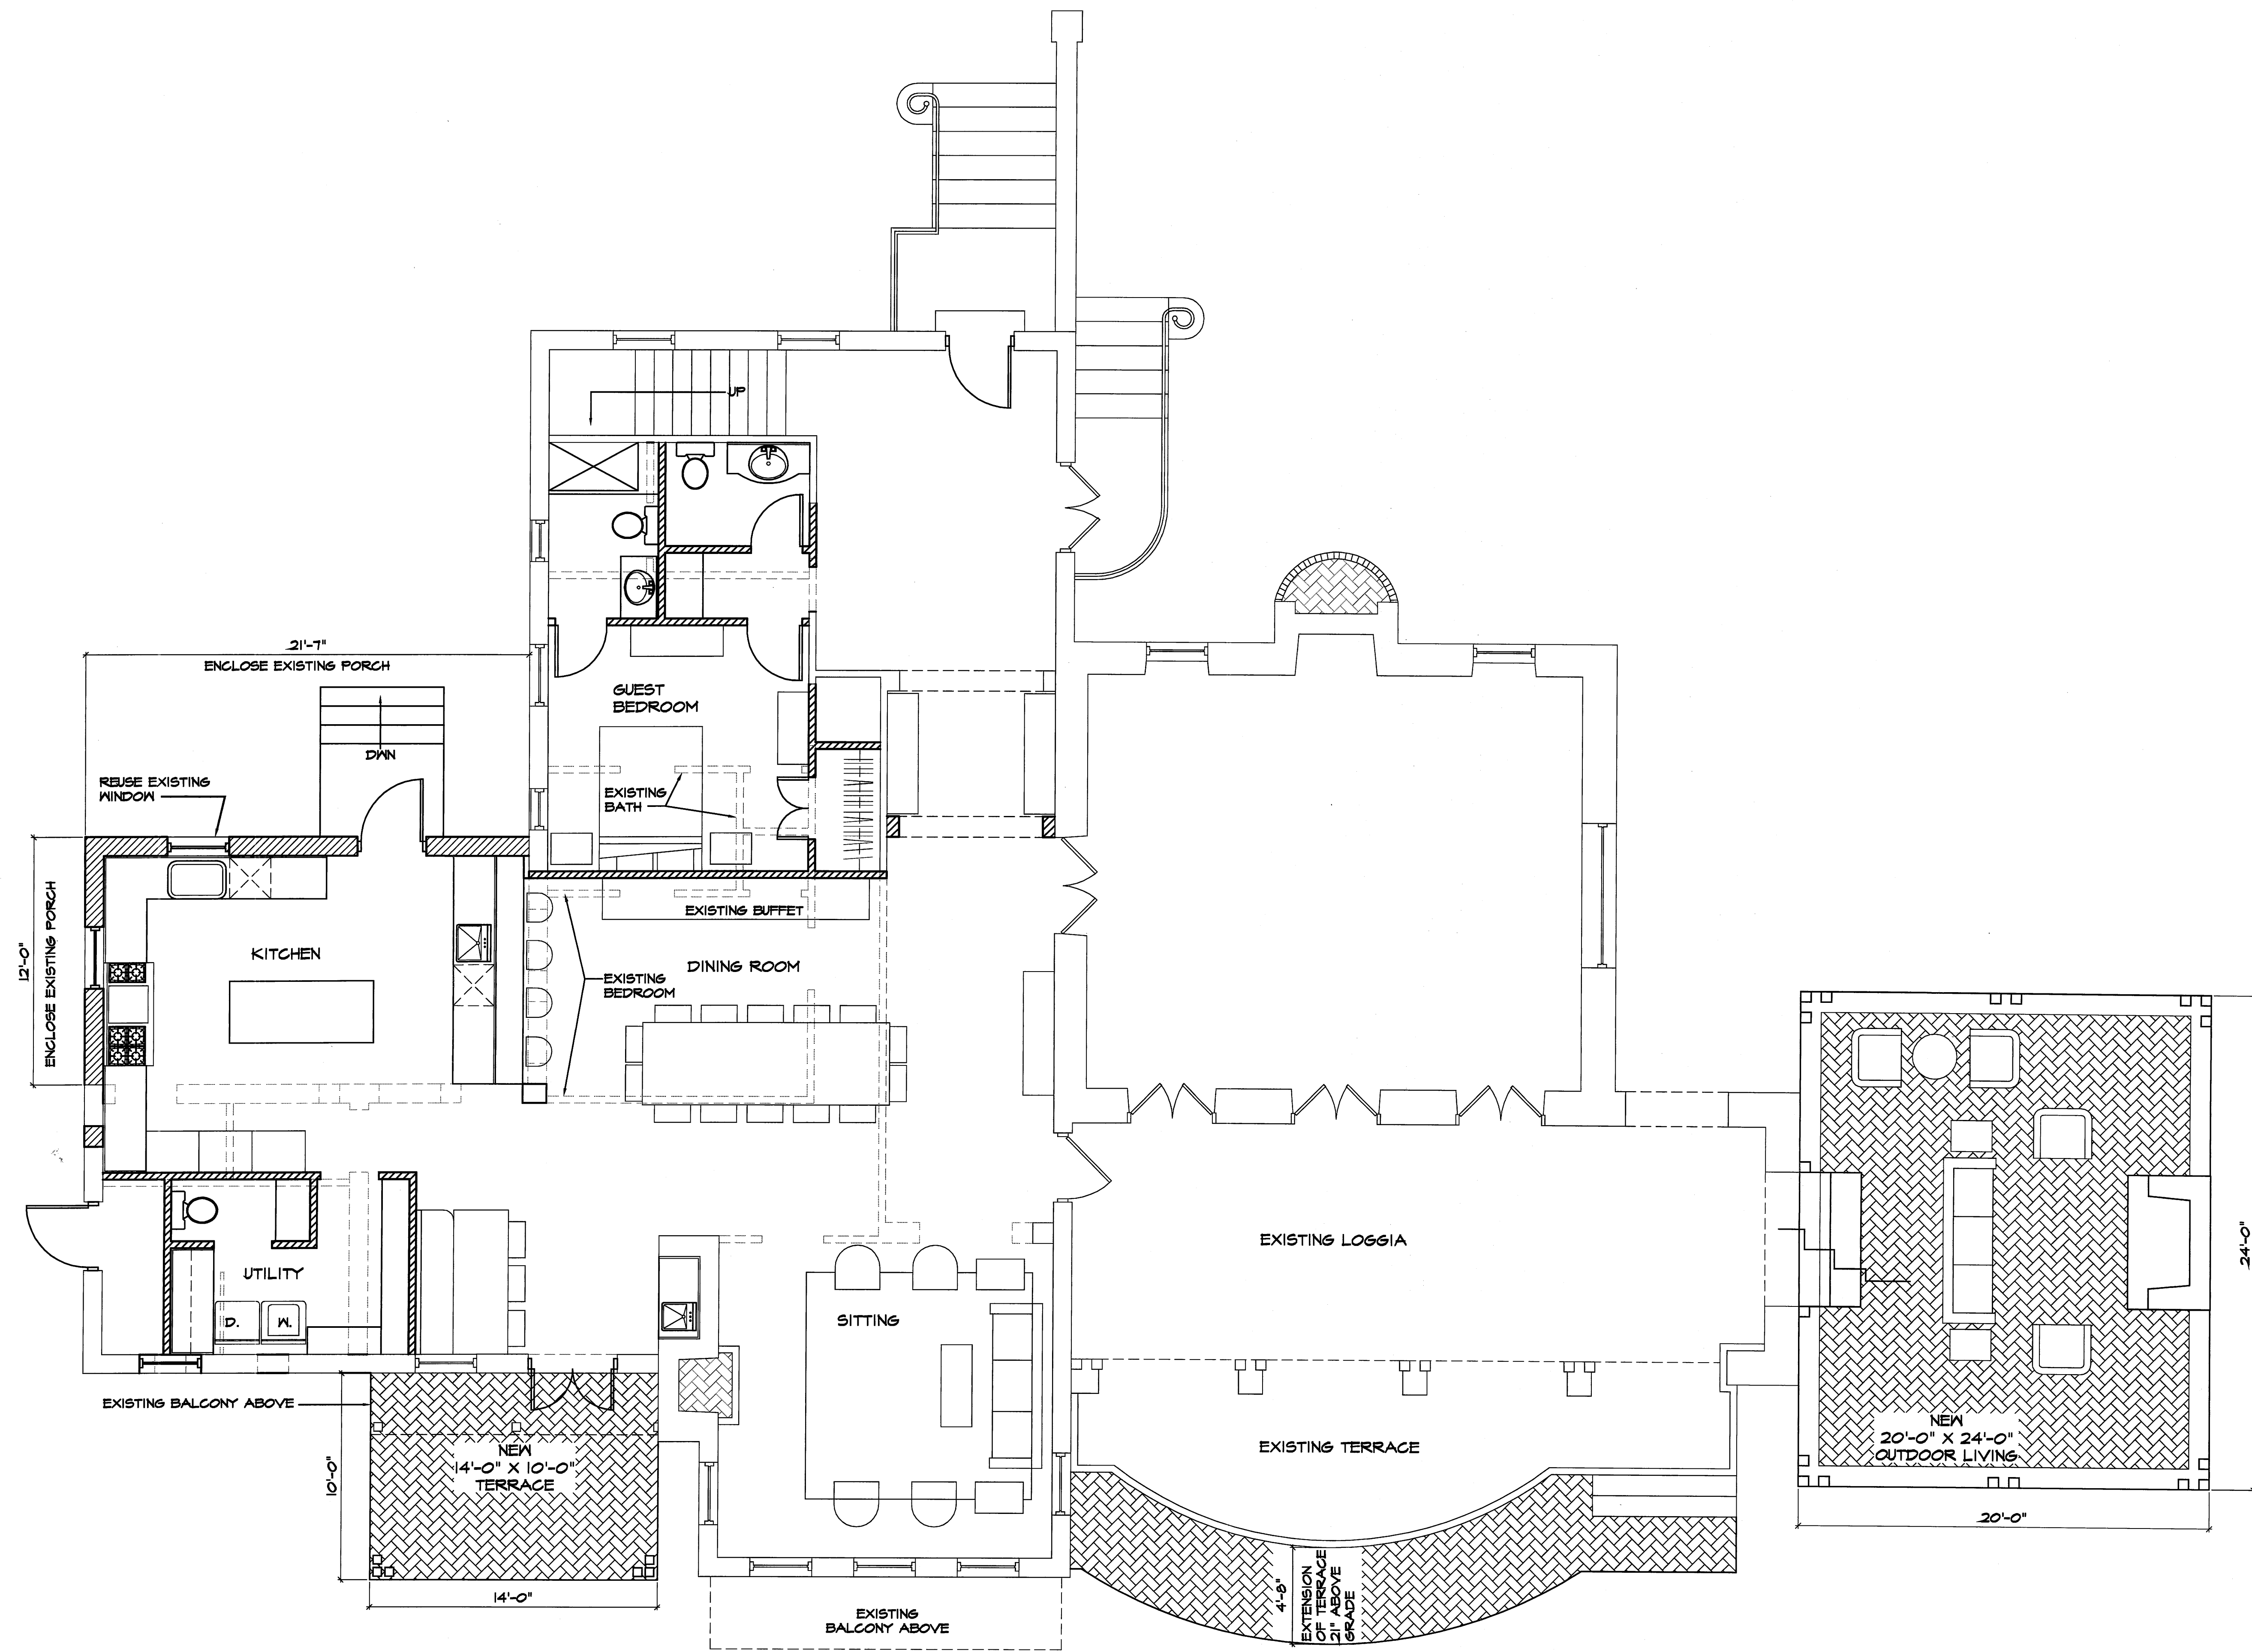 UP
21'-7"
ENCLOSE EXISTING PORCH
GUEST
BEDROOM
DWN
REUSE EXISTING
WINDOW
EXISTING
BATH
12'-0"
ENCLOSE EXISTING PORCH
EXISTING BUFFET
KITCHEN
DINING ROOM
EXISTING
BEDROOM
EXISTING LOGGIA
24'-0"
UTILITY
D.
W.
SITTING
EXISTING BALCONY ABOVE
10'-0"
NEW
14'-0" X 10'-0"
TERRACE
14'-0"
EXISTING TERRACE
NEW
20'-0" X 24'-0"
OUTDOOR LIVING
20'-0"
4'-8"
EXTENSION
OF TERRACE
21" ABOVE
GRADE
EXISTING
BALCONY ABOVE